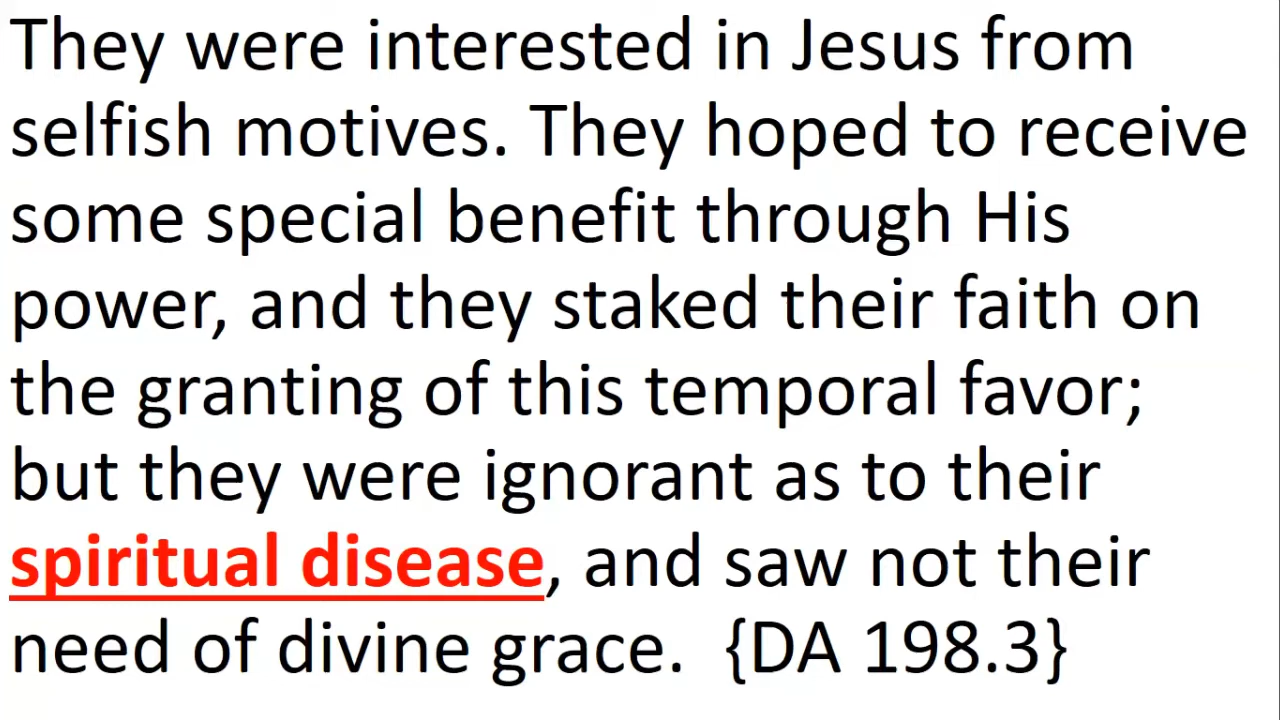 They were interested in Jesus from
selfish motives. They hoped to receive
some special benefit through His
power, and they staked their faith on
the granting of this temporal favor;
but they were ignorant as to their
spiritual disease, and saw not their
need of divine grace.  {DA 198.3}